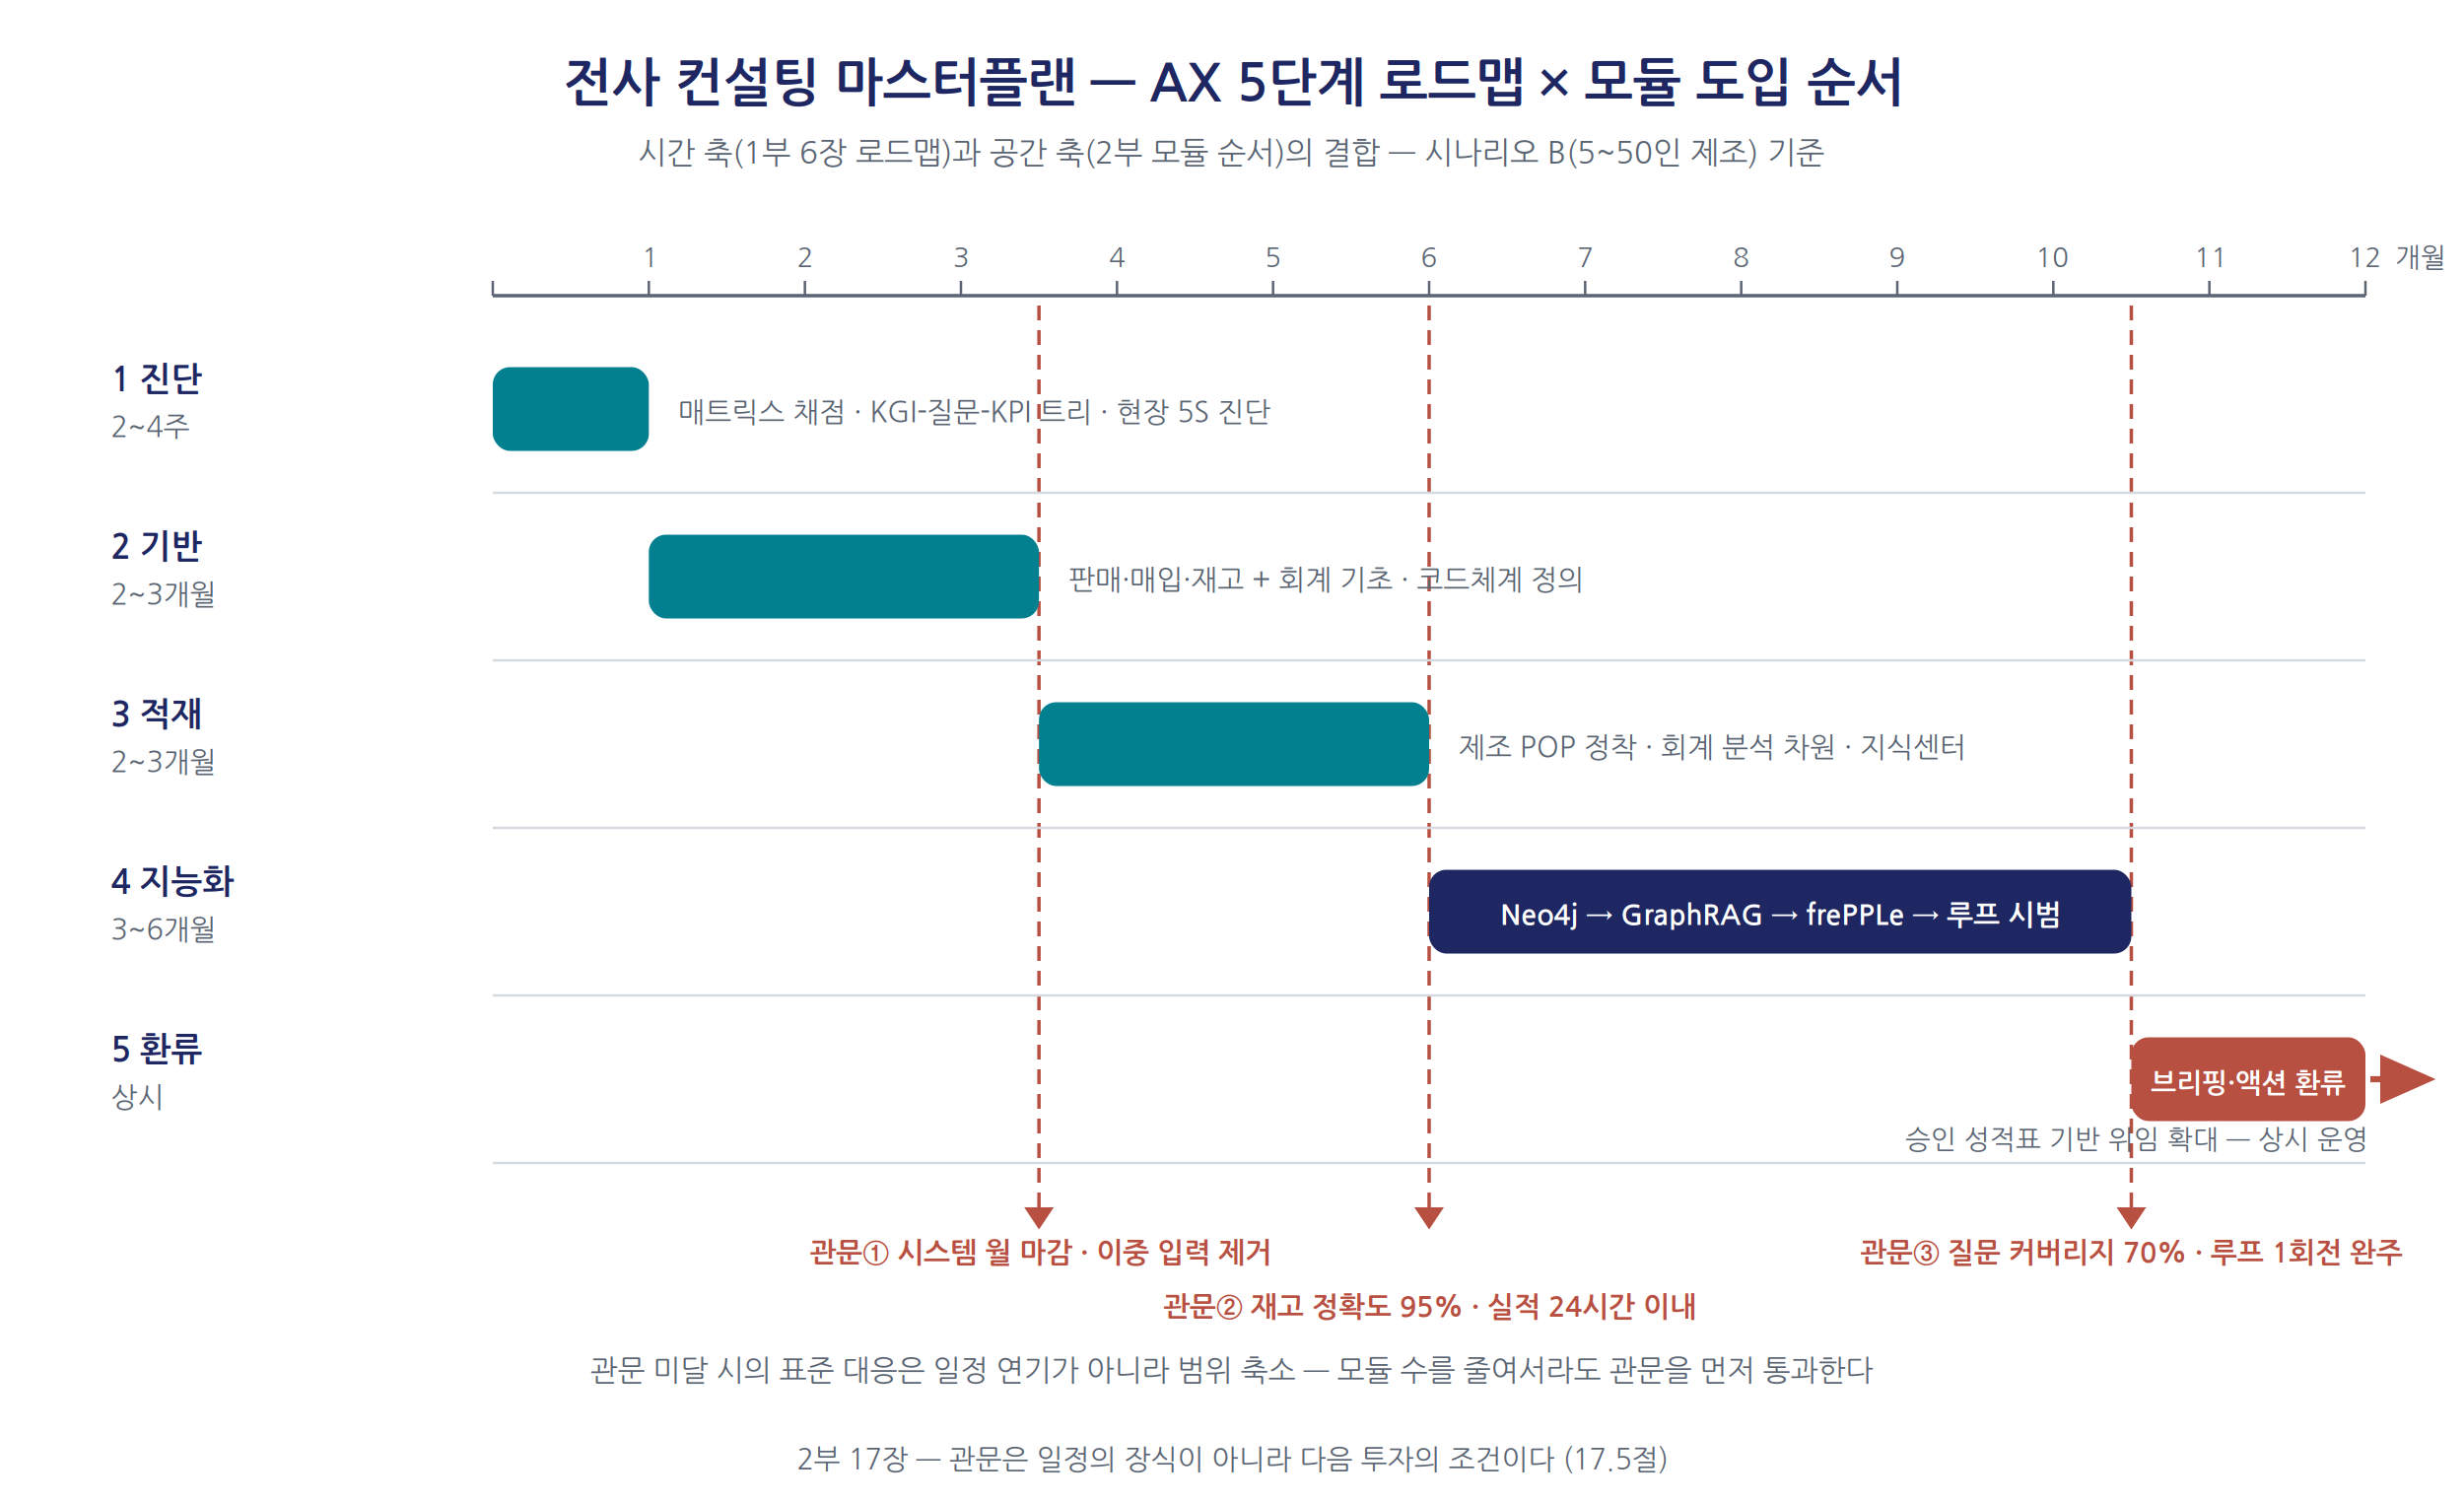 전사 컨설팅 마스터플랜 — AX 5단계 로드맵 × 모듈 도입 순서
시간 축(1부 6장 로드맵)과 공간 축(2부 모듈 순서)의 결합 — 시나리오 B(5~50인 제조) 기준
1 2 3 4 5 6 7 8 9 10 11 12 개월
1 진단
2~4주
매트릭스 채점 · KGI-질문-KPI 트리 · 현장 5S 진단
2 기반
2~3개월
판매·매입·재고 + 회계 기초 · 코드체계 정의
3 적재
2~3개월
제조 POP 정착 · 회계 분석 차원 · 지식센터
4 지능화
3~6개월
Neo4j → GraphRAG → frePPLe → 루프 시범
5 환류
상시
브리핑·액션 환류
승인 성적표 기반 위임 확대 — 상시 운영
관문① 시스템 월 마감 · 이중 입력 제거
관문③ 질문 커버리지 70% · 루프 1회전 완주
관문② 재고 정확도 95% · 실적 24시간 이내
관문 미달 시의 표준 대응은 일정 연기가 아니라 범위 축소 — 모듈 수를 줄여서라도 관문을 먼저 통과한다
2부 17장 — 관문은 일정의 장식이 아니라 다음 투자의 조건이다 (17.5절)